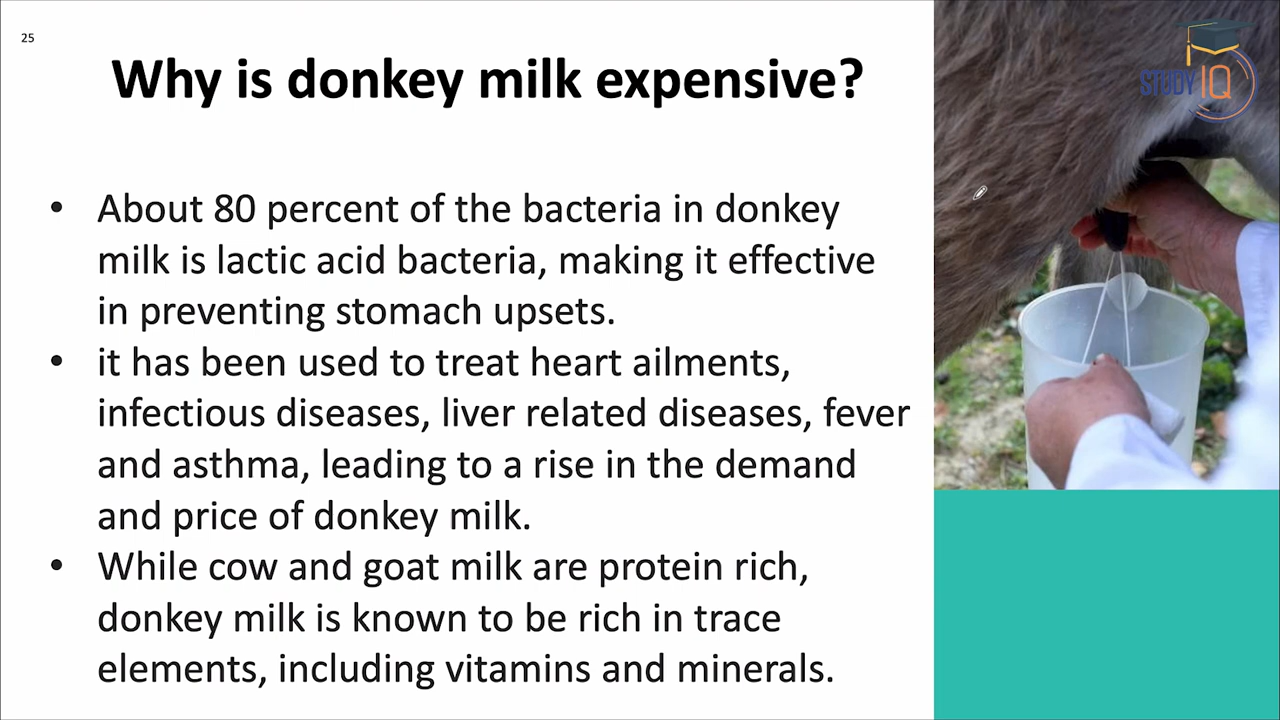 25
Why is donkey milk expensive?
• About 80 percent of the bacteria in donkey
milk is lactic acid bacteria, making it effective
in preventing stomach upsets.
• it has been used to treat heart ailments,
infectious diseases, liver related diseases, fever
and asthma, leading to a rise in the demand
and price of donkey milk.
• While cow and goat milk are protein rich,
donkey milk is known to be rich in trace
elements, including vitamins and minerals.
STUDY IQ